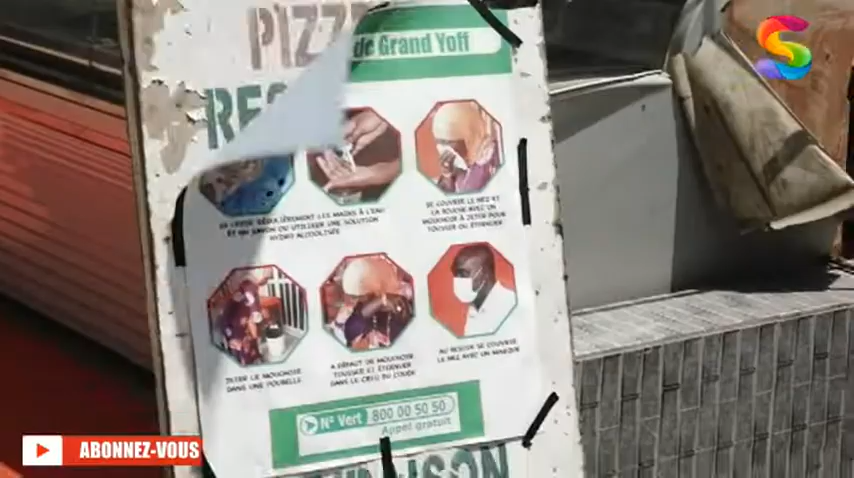 PIZZ
de Grand Yoff
RES
SE LAVER RÉGULIÈREMENT LES MAINS À L'EAU
ET AU SAVON OU UTILISER UNE SOLUTION
HYDRO ALCOOLISÉE
SE COUVRIR LE NEZ ET
LA BOUCHE AVEC UN
MOUCHOIR À JETER POUR
TOUSSER OU ÉTERNUER
JETER LE MOUCHOIR
DANS UNE POUBELLE
A DÉFAUT DE MOUCHOIR
TOUSSER ET ÉTERNUER
DANS LE CREU DU COUDE
AU BESOIN SE COUVRIR
LE NEZ AVEC UN MASQUE
N° Vert 800 00 50 50
Appel gratuit
SON
ABONNEZ-VOUS